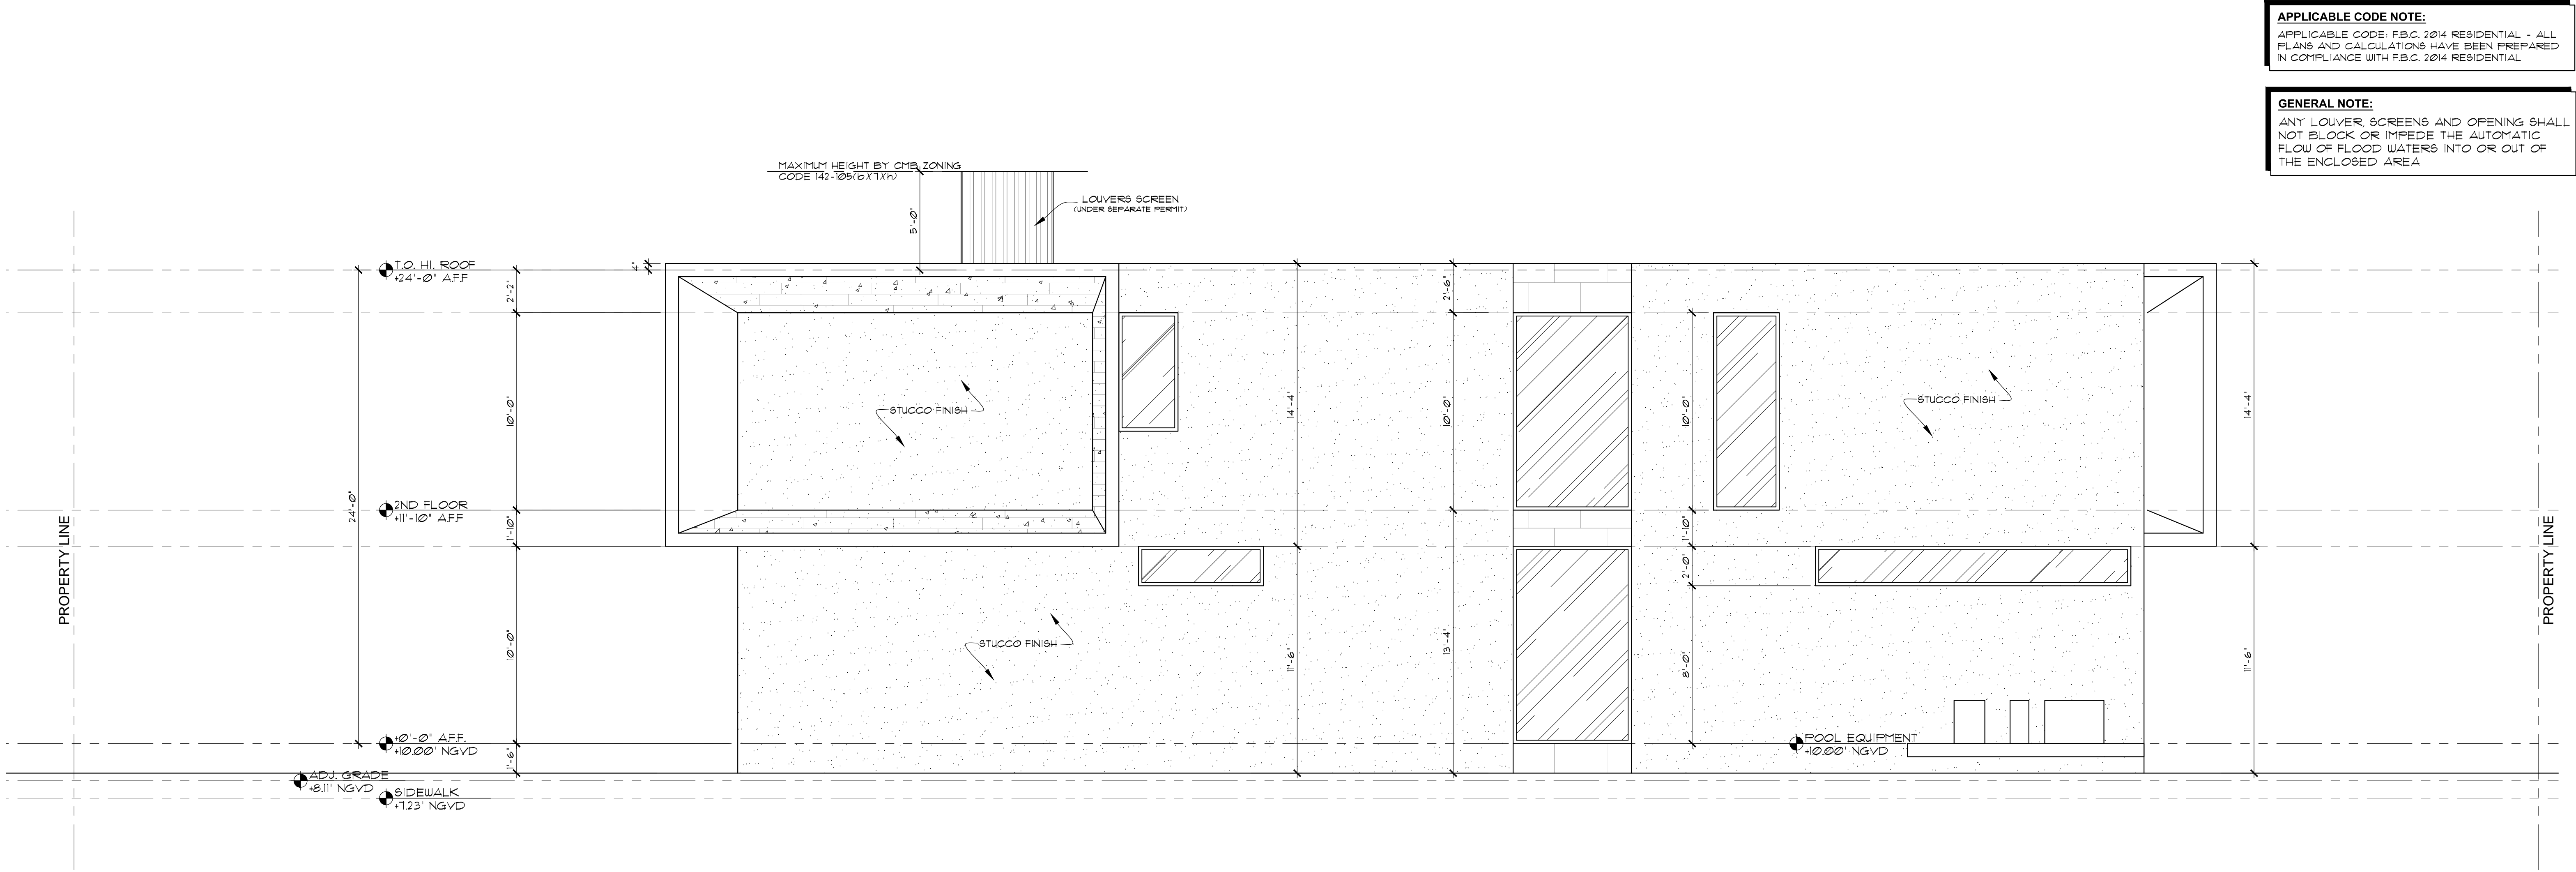 APPLICABLE CODE NOTE:
APPLICABLE CODE: F.B.C. 2014 RESIDENTIAL - ALL
PLANS AND CALCULATIONS HAVE BEEN PREPARED
IN COMPLIANCE WITH F.B.C. 2014 RESIDENTIAL
GENERAL NOTE:
ANY LOUVER, SCREENS AND OPENING SHALL
NOT BLOCK OR IMPEDE THE AUTOMATIC
FLOW OF FLOOD WATERS INTO OR OUT OF
THE ENCLOSED AREA
MAXIMUM HEIGHT BY CMB ZONING
CODE 142-105(b)(7)(h)
LOUVERS SCREEN
(UNDER SEPARATE PERMIT)
5'-0"
4"
T.O. HI. ROOF
+24'-0" A.F.F
2'-2"
2'-6"
10'-0"
14'-4"
10'-0"
10'-0"
14'-4"
STUCCO FINISH
STUCCO FINISH
24'-0"
2ND FLOOR
+11'-10" A.F.F
1'-10"
1'-10"
2'-0"
PROPERTY LINE
PROPERTY LINE
10'-0"
STUCCO FINISH
11'-6"
13'-4"
8'-0"
11'-6"
+0'-0" A.F.F.
+10.00' NGVD
1'-6"
POOL EQUIPMENT
+10.00' NGVD
ADJ. GRADE
+8.11' NGVD
SIDEWALK
+7.23' NGVD